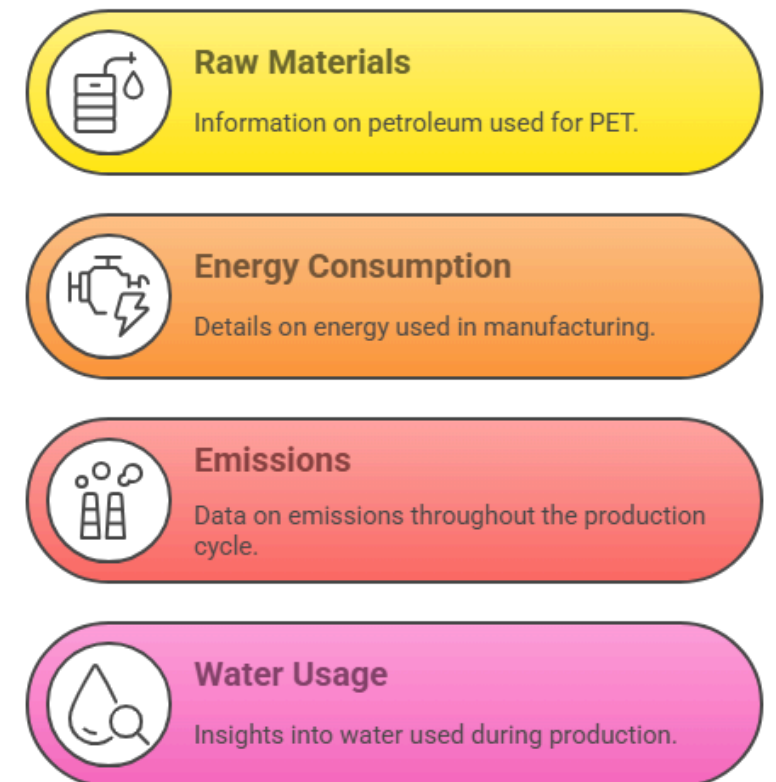 Raw Materials
Information on petroleum used for PET.
Energy Consumption
Details on energy used in manufacturing.
Emissions
Data on emissions throughout the production
cycle.
Water Usage
Insights into water used during production.